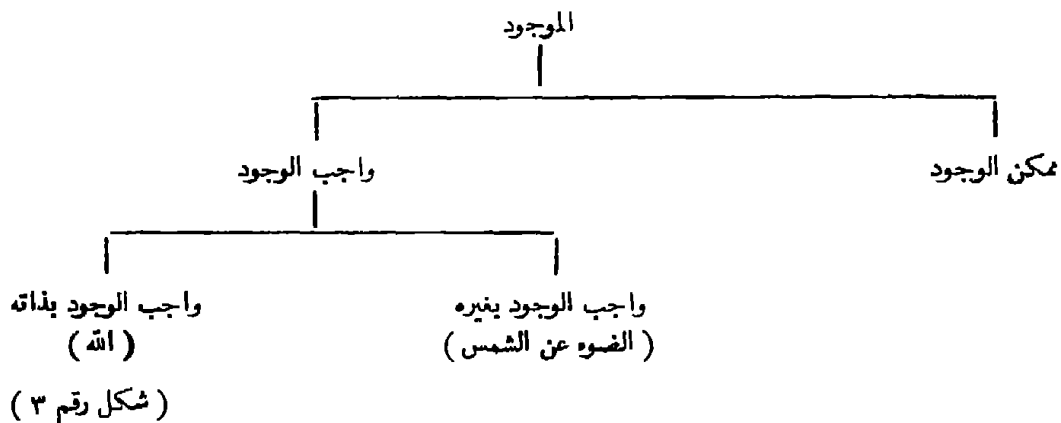 الموجود
ممكن الوجود
واجب الوجود
واجب الوجود بغيره
( الضوء عن الشمس )
واجب الوجود بذاته
( الله )
( شكل رقم ٣ )